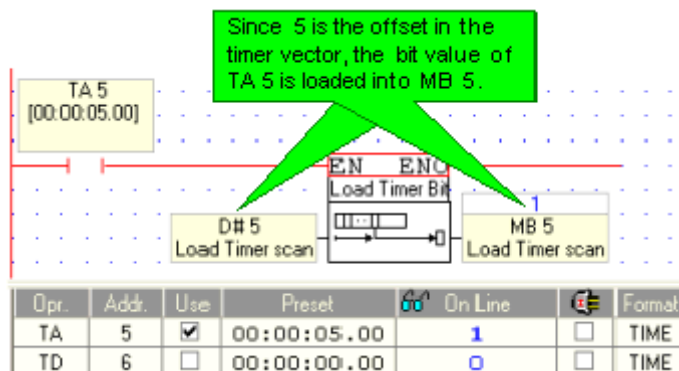 Since 5 is the offset in the
timer vector, the bit value of
TA 5 is loaded into MB 5.
TA 5
[00:00:05.00]
EN ENO
Load Timer Bit
1
D# 5
Load Timer scan
MB 5
Load Timer scan
Opr. Addr. Use Preset On Line Format
TA 5 00:00:05.00 1 TIME
TD 6 00:00:00.00 0 TIME